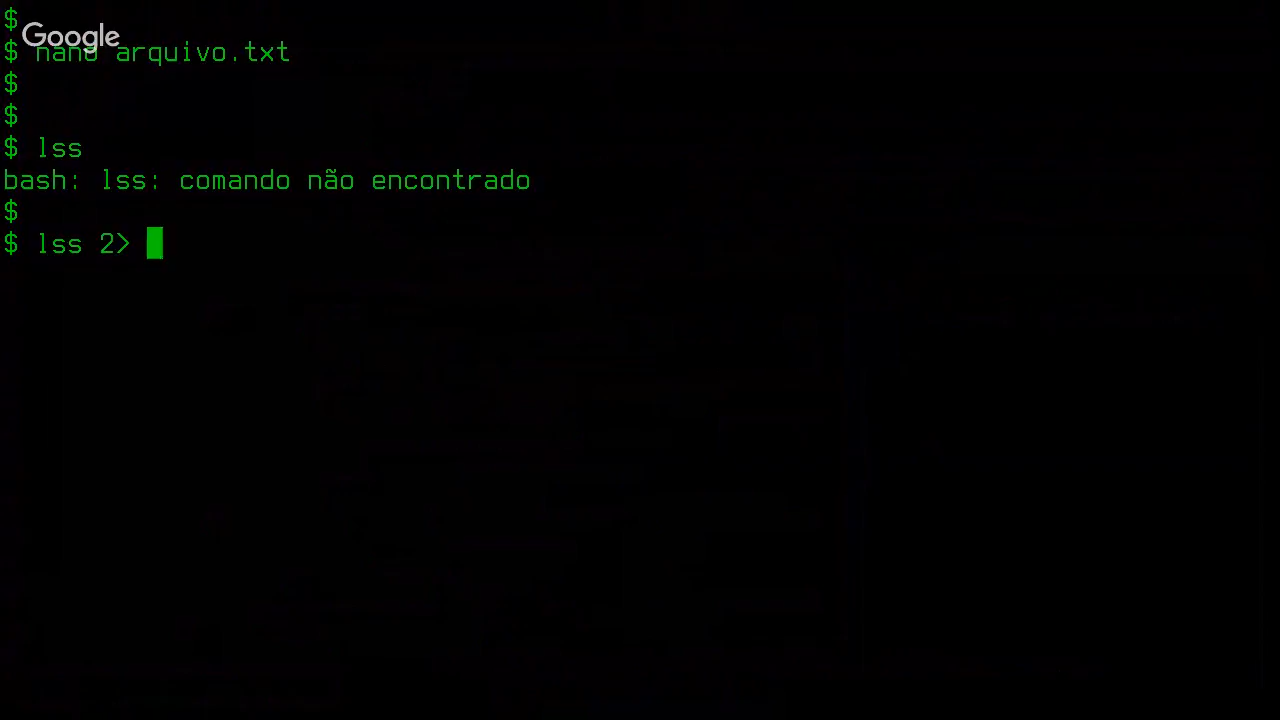 $
Google
$ nano arquivo.txt
$
$
$ lss
bash: lss: comando não encontrado
$
$ lss 2>